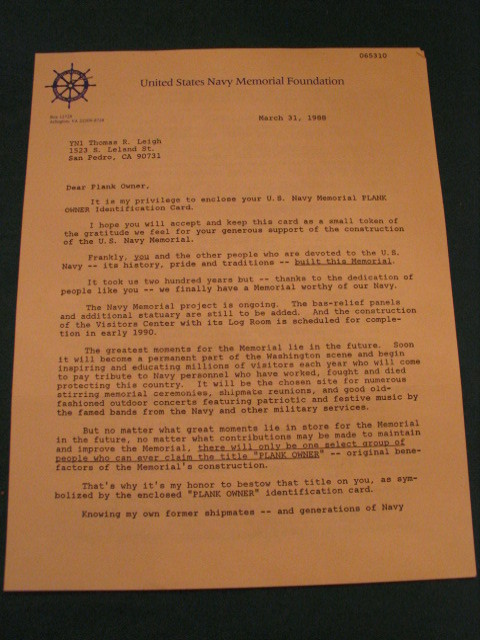 065310
United States Navy Memorial Foundation
Box 12728
Arlington, VA 22209-8728
March 31, 1988
YN1 Thomas R. Leigh
1523 S. Leland St.
San Pedro, CA 90731
Dear Plank Owner,
It is my privilege to enclose your U.S. Navy Memorial PLANK
OWNER Identification Card.
I hope you will accept and keep this card as a small token of
the gratitude we feel for your generous support of the construction
of the U.S. Navy Memorial.
Frankly, you and the other people who are devoted to the U.S.
Navy -- its history, pride and traditions -- built this Memorial.
It took us two hundred years but -- thanks to the dedication of
people like you -- we finally have a Memorial worthy of our Navy.
The Navy Memorial project is ongoing. The bas-relief panels
and additional statuary are still to be added. And the construction
of the Visitors Center with its Log Room is scheduled for comple-
tion in early 1990.
The greatest moments for the Memorial lie in the future. Soon
it will become a permanent part of the Washington scene and begin
inspiring and educating millions of visitors each year who will come
to pay tribute to Navy personnel who have worked, fought and died
protecting this country. It will be the chosen site for numerous
stirring memorial ceremonies, shipmate reunions, and good old-
fashioned outdoor concerts featuring patriotic and festive music by
the famed bands from the Navy and other military services.
But no matter what great moments lie in store for the Memorial
in the future, no matter what contributions may be made to maintain
and improve the Memorial, there will only be one select group of
people who can ever claim the title "PLANK OWNER" -- original bene-
factors of the Memorial's construction.
That's why it's my honor to bestow that title on you, as sym-
bolized by the enclosed "PLANK OWNER" identification card.
Knowing my own former shipmates -- and generations of Navy